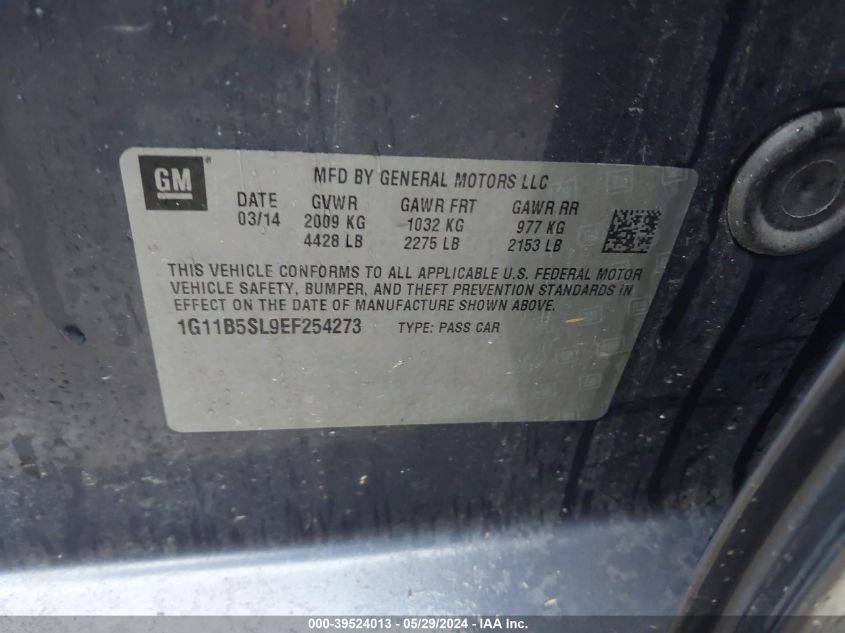 GM ®
MFD BY GENERAL MOTORS LLC
DATE GVWR GAWR FRT GAWR RR
03/14 2009 KG 1032 KG 977 KG
4428 LB 2275 LB 2153 LB
THIS VEHICLE CONFORMS TO ALL APPLICABLE U.S. FEDERAL MOTOR
VEHICLE SAFETY, BUMPER, AND THEFT PREVENTION STANDARDS IN
EFFECT ON THE DATE OF MANUFACTURE SHOWN ABOVE.
1G11B5SL9EF254273 TYPE: PASS CAR
000-39524013 - 05/29/2024 - IAA Inc.